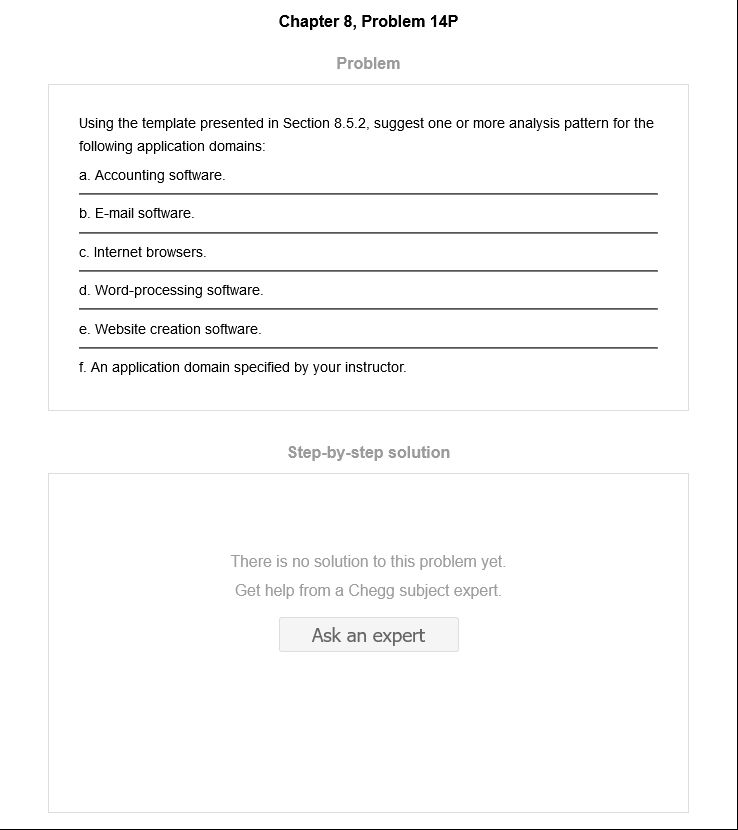 Chapter 8, Problem 14P
Problem
Using the template presented in Section 8.5.2, suggest one or more analysis pattern for the
following application domains:
a. Accounting software.
b. E-mail software.
c. Internet browsers.
d. Word-processing software.
e. Website creation software.
f. An application domain specified by your instructor.
Step-by-step solution
There is no solution to this problem yet.
Get help from a Chegg subject expert.
Ask an expert